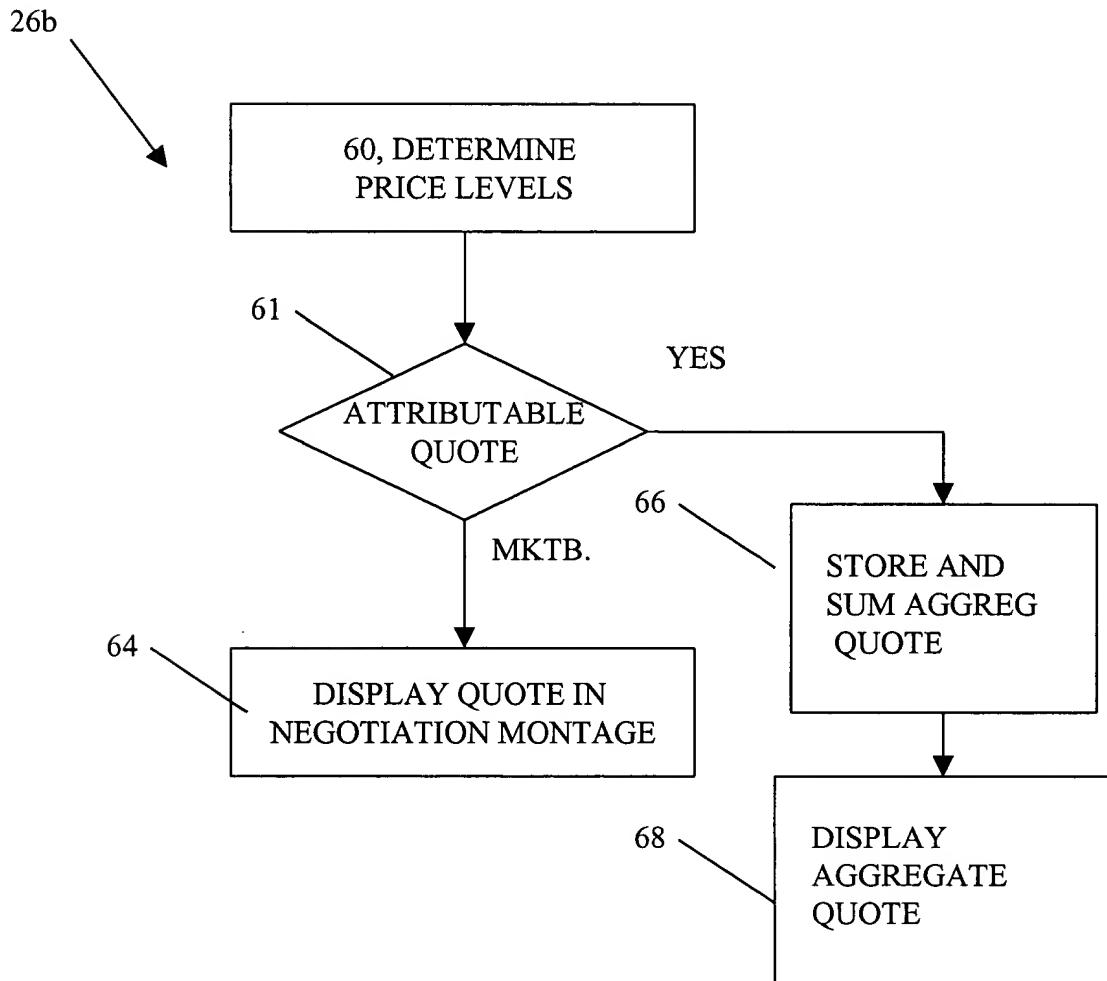 26b
60, DETERMINE
PRICE LEVELS
61
YES
ATTRIBUTABLE
QUOTE
66
MKTB.
STORE AND
SUM AGGREG
QUOTE
64
DISPLAY QUOTE IN
NEGOTIATION MONTAGE
68
DISPLAY
AGGREGATE
QUOTE